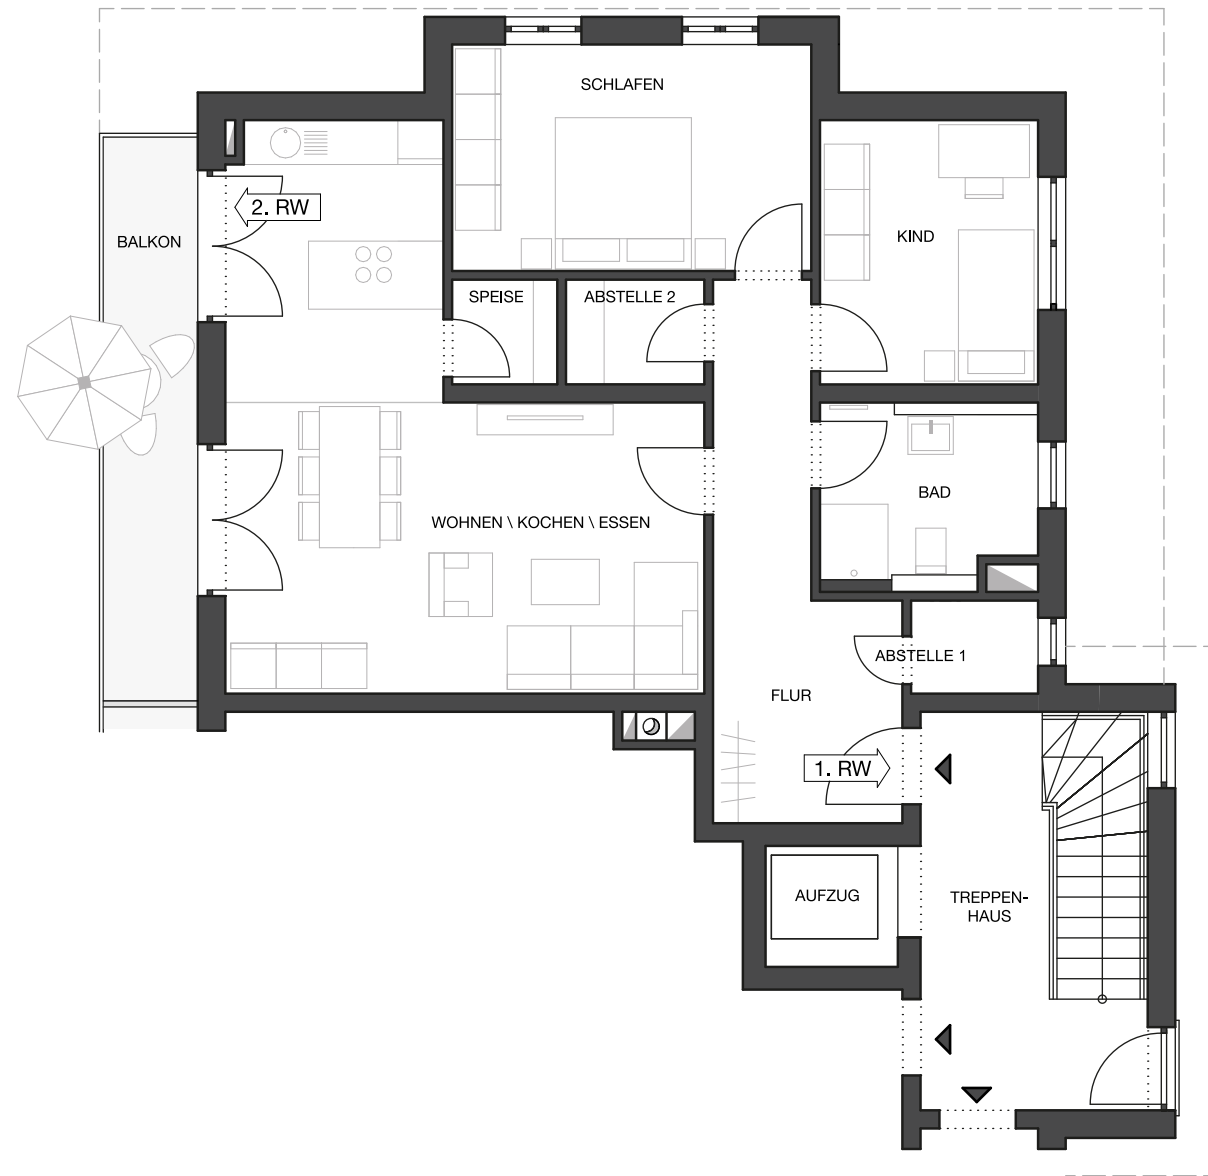 SCHLAFEN
2. RW
BALKON
KIND
SPEISE
ABSTELLE 2
BAD
WOHNEN \ KOCHEN \ ESSEN
ABSTELLE 1
FLUR
1. RW
AUFZUG
TREPPEN-
HAUS